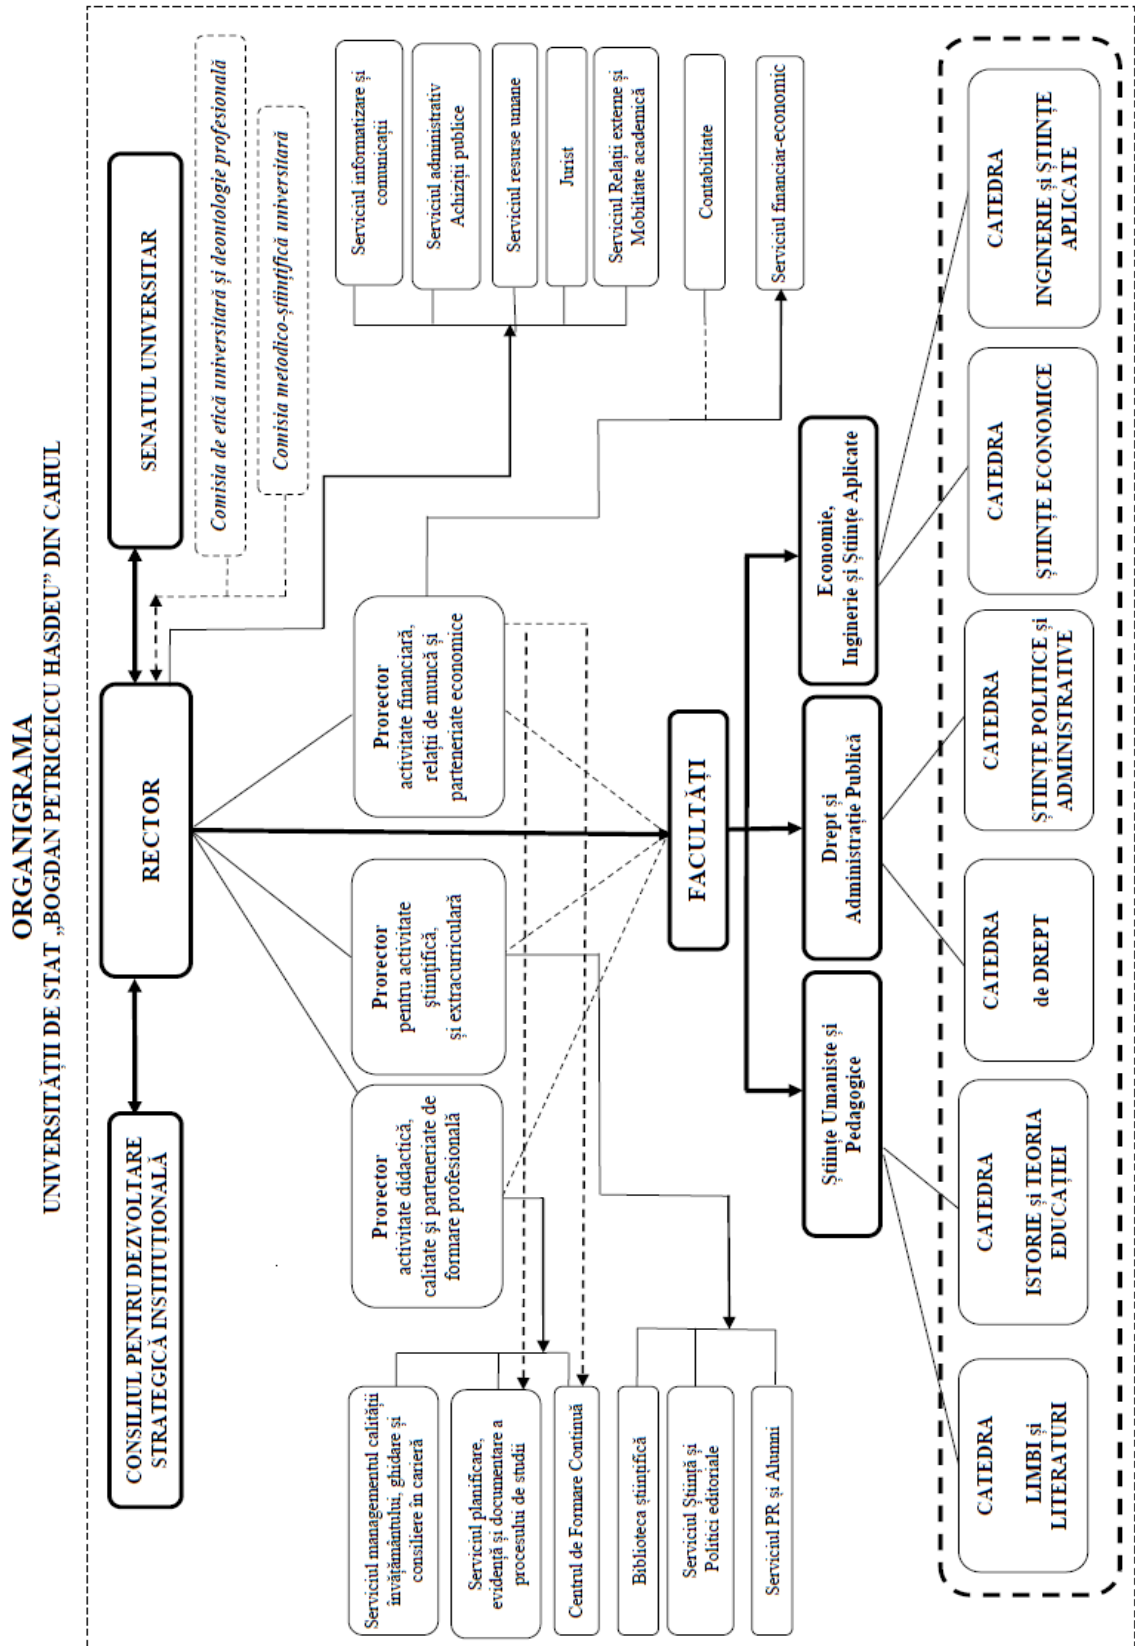 ORGANIGRAMA
UNIVERSITĂȚII DE STAT „BOGDAN PETRICEICU HASDEU” DIN CAHUL
CONSILIUL PENTRU DEZVOLTARE
STRATEGICĂ INSTITUȚIONALĂ
RECTOR
SENATUL UNIVERSITAR
Comisia de etică universitară și deontologie profesională
Comisia metodico-științifică universitară
Serviciul managementul calității
învățământului, ghidare și
consiliere în carieră
Serviciul planificare,
evidență și documentare a
procesului de studii
Centrul de Formare Continuă
Biblioteca științifică
Serviciul Știință și
Politici editoriale
Serviciul PR și Alumni
Prorector
activitate didactică,
calitate și parteneriate de
formare profesională
Prorector
pentru activitate
științifică,
și extracurriculară
Prorector
activitate financiară,
relații de muncă și
parteneriate economice
Serviciul informatizare și
comunicații
Serviciul administrativ
Achiziții publice
Serviciul resurse umane
Jurist
Serviciul Relații externe și
Mobilitate academică
Contabilitate
Serviciul financiar-economic
FACULTĂȚI
Științe Umaniste și
Pedagogice
Drept și
Administrație Publică
Economie,
Inginerie și Științe Aplicate
CATEDRA
LIMBI și
LITERATURI
CATEDRA
ISTORIE și TEORIA
EDUCAȚIEI
CATEDRA
de DREPT
CATEDRA
ȘTIINȚE POLITICE și
ADMINISTRATIVE
CATEDRA
ȘTIINȚE ECONOMICE
CATEDRA
INGINERIE și ȘTIINȚE
APLICATE